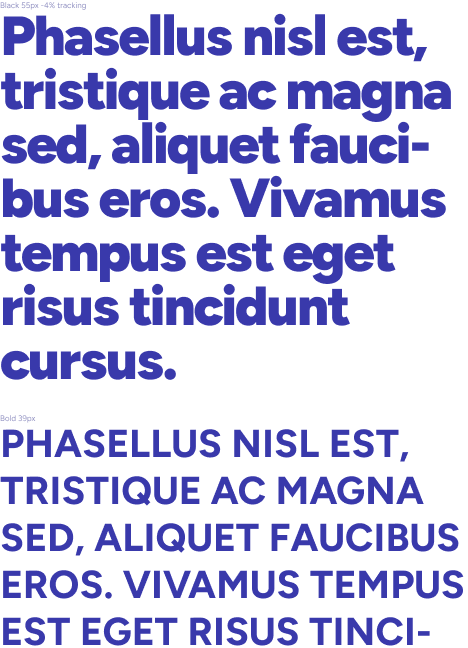 Black 55px -4% tracking
Phasellus nisl est,
tristique ac magna
sed, aliquet fauci-
bus eros. Vivamus
tempus est eget
risus tincidunt
cursus.
Bold 39px
PHASELLUS NISL EST,
TRISTIQUE AC MAGNA
SED, ALIQUET FAUCIBUS
EROS. VIVAMUS TEMPUS
EST EGET RISUS TINCI-